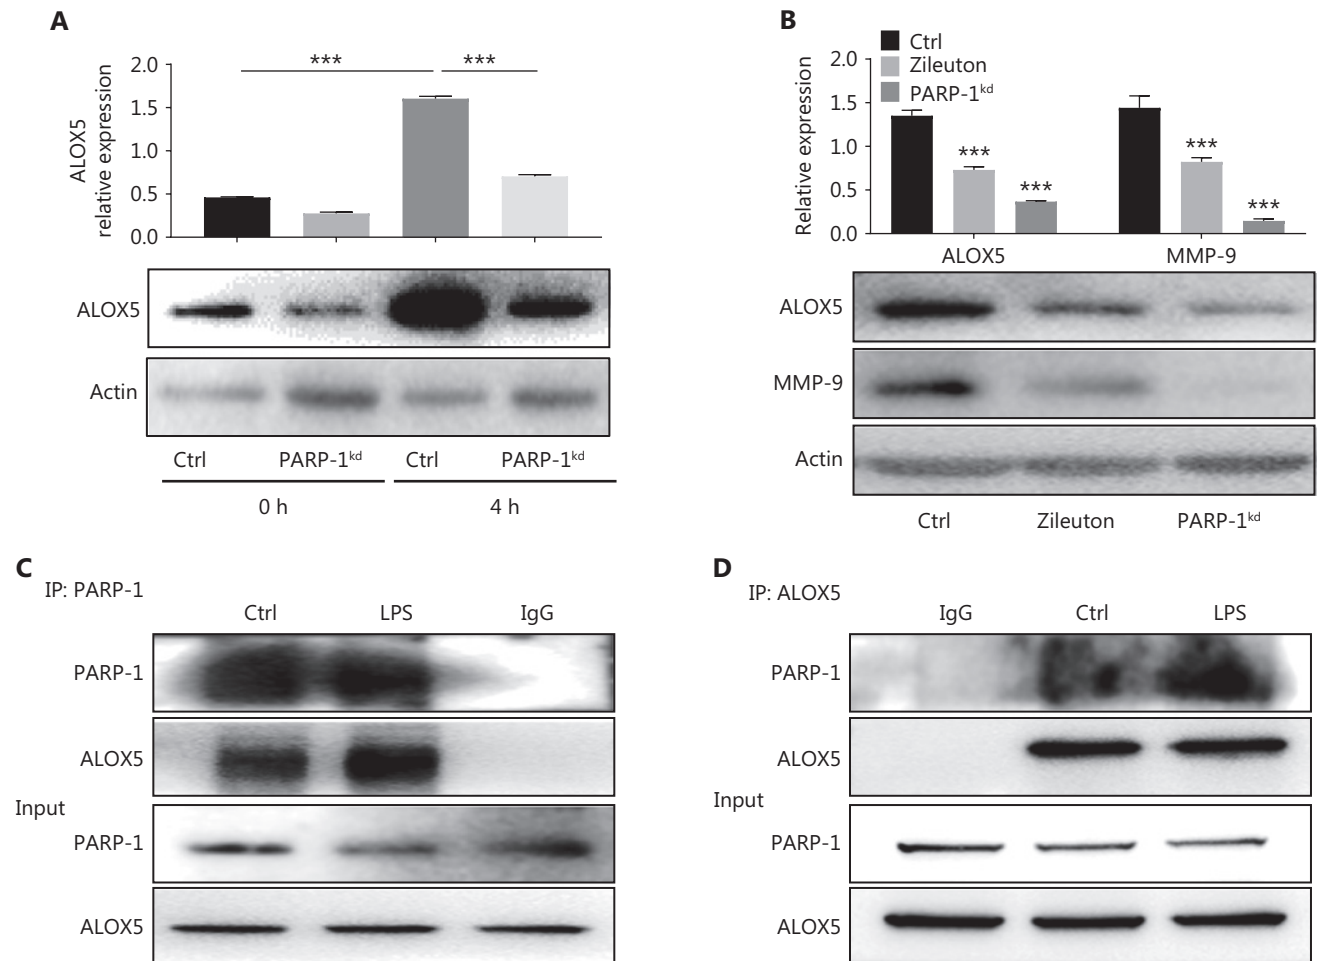 A
ALOX5
relative expression
2.0
1.5
1.0
0.5
0.0
***
***
ALOX5
Actin
Ctrl
PARP-1kd
Ctrl
PARP-1kd
0 h
4 h
B
Ctrl
Zileuton
PARP-1kd
Relative expression
2.0
1.5
1.0
0.5
0.0
***
***
***
***
ALOX5
MMP-9
ALOX5
MMP-9
Actin
Ctrl
Zileuton
PARP-1kd
C
IP: PARP-1
Ctrl
LPS
IgG
PARP-1
ALOX5
Input
PARP-1
ALOX5
D
IP: ALOX5
IgG
Ctrl
LPS
PARP-1
ALOX5
Input
PARP-1
ALOX5